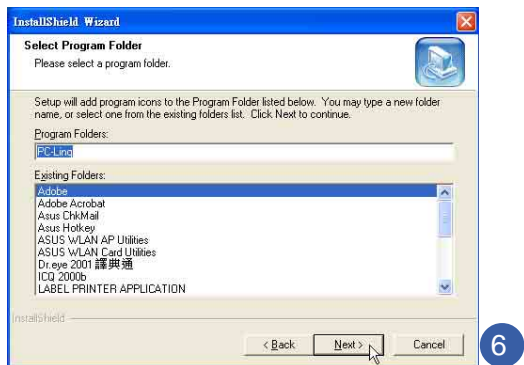 InstallShield Wizard
Select Program Folder
Please select a program folder.
Setup will add program icons to the Program Folder listed below. You may type a new folder
name, or select one from the existing folders list. Click Next to continue.
Program Folders:
PC-Linq
Existing Folders:
Adobe
Adobe Acrobat
Asus ChkMail
Asus Hotkey
ASUS WLAN AP Utilities
ASUS WLAN Card Utilities
Dr.eye 2001 譯典通
ICQ 2000b
LABEL PRINTER APPLICATION
InstallShield
< Back Next > Cancel
6